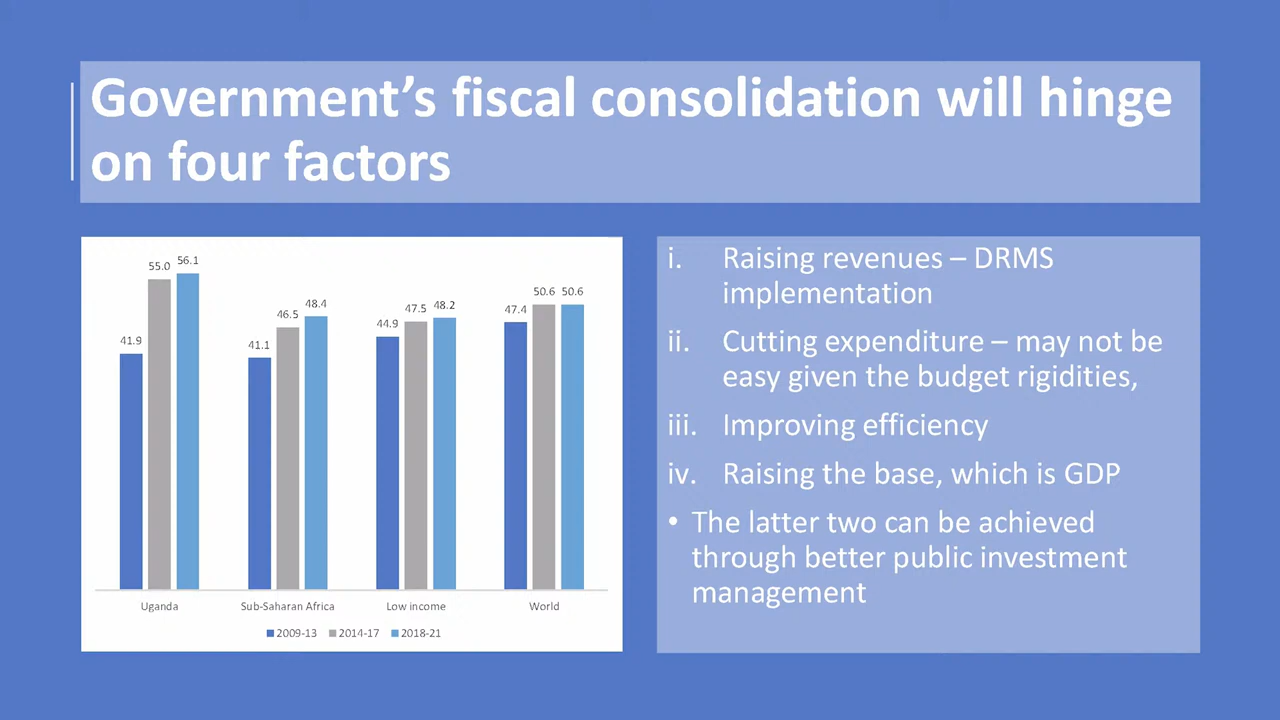 Government’s fiscal consolidation will hinge
on four factors
41.9
55.0
56.1
41.1
46.5
48.4
44.9
47.5
48.2
47.4
50.6
50.6
Uganda
Sub-Saharan Africa
Low income
World
2009-13
2014-17
2018-21
i. Raising revenues – DRMS
implementation
ii. Cutting expenditure – may not be
easy given the budget rigidities,
iii. Improving efficiency
iv. Raising the base, which is GDP
• The latter two can be achieved
through better public investment
management